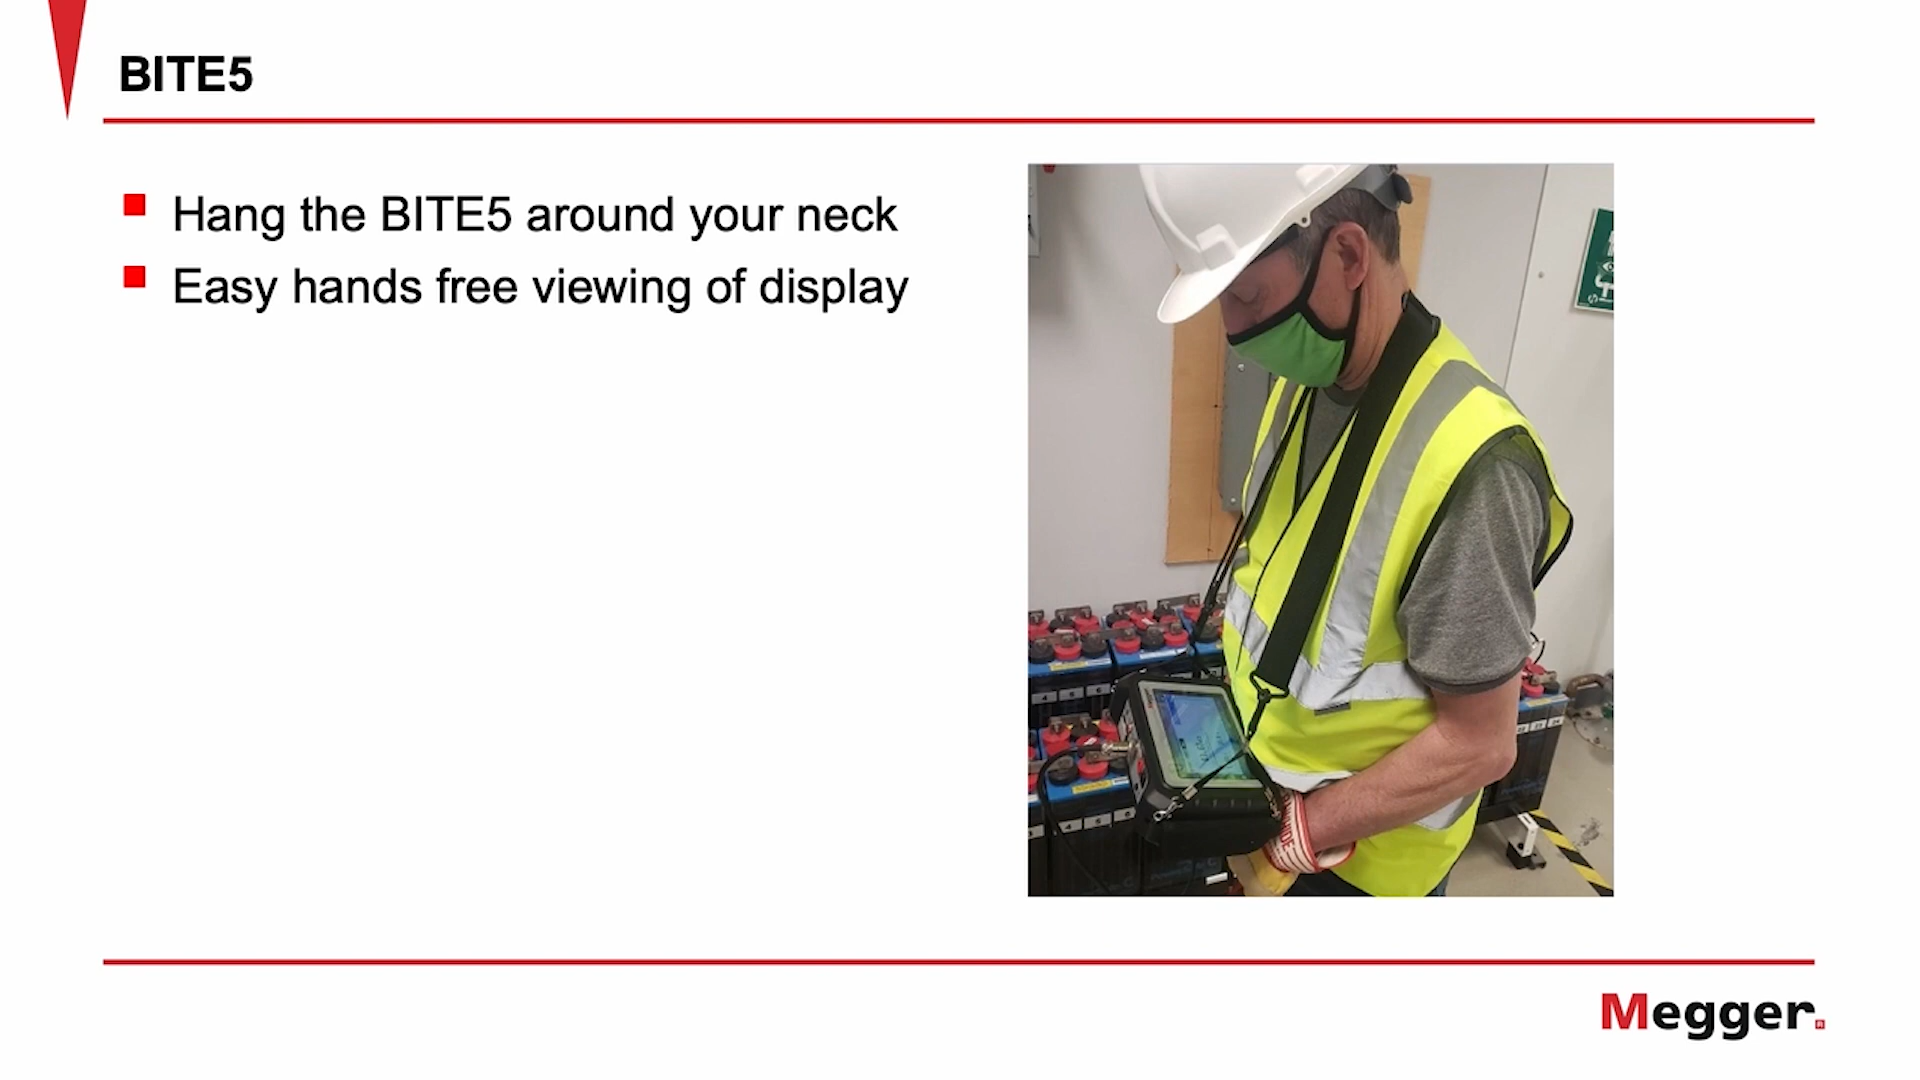 BITE5
Hang the BITE5 around your neck
Easy hands free viewing of display
Megger